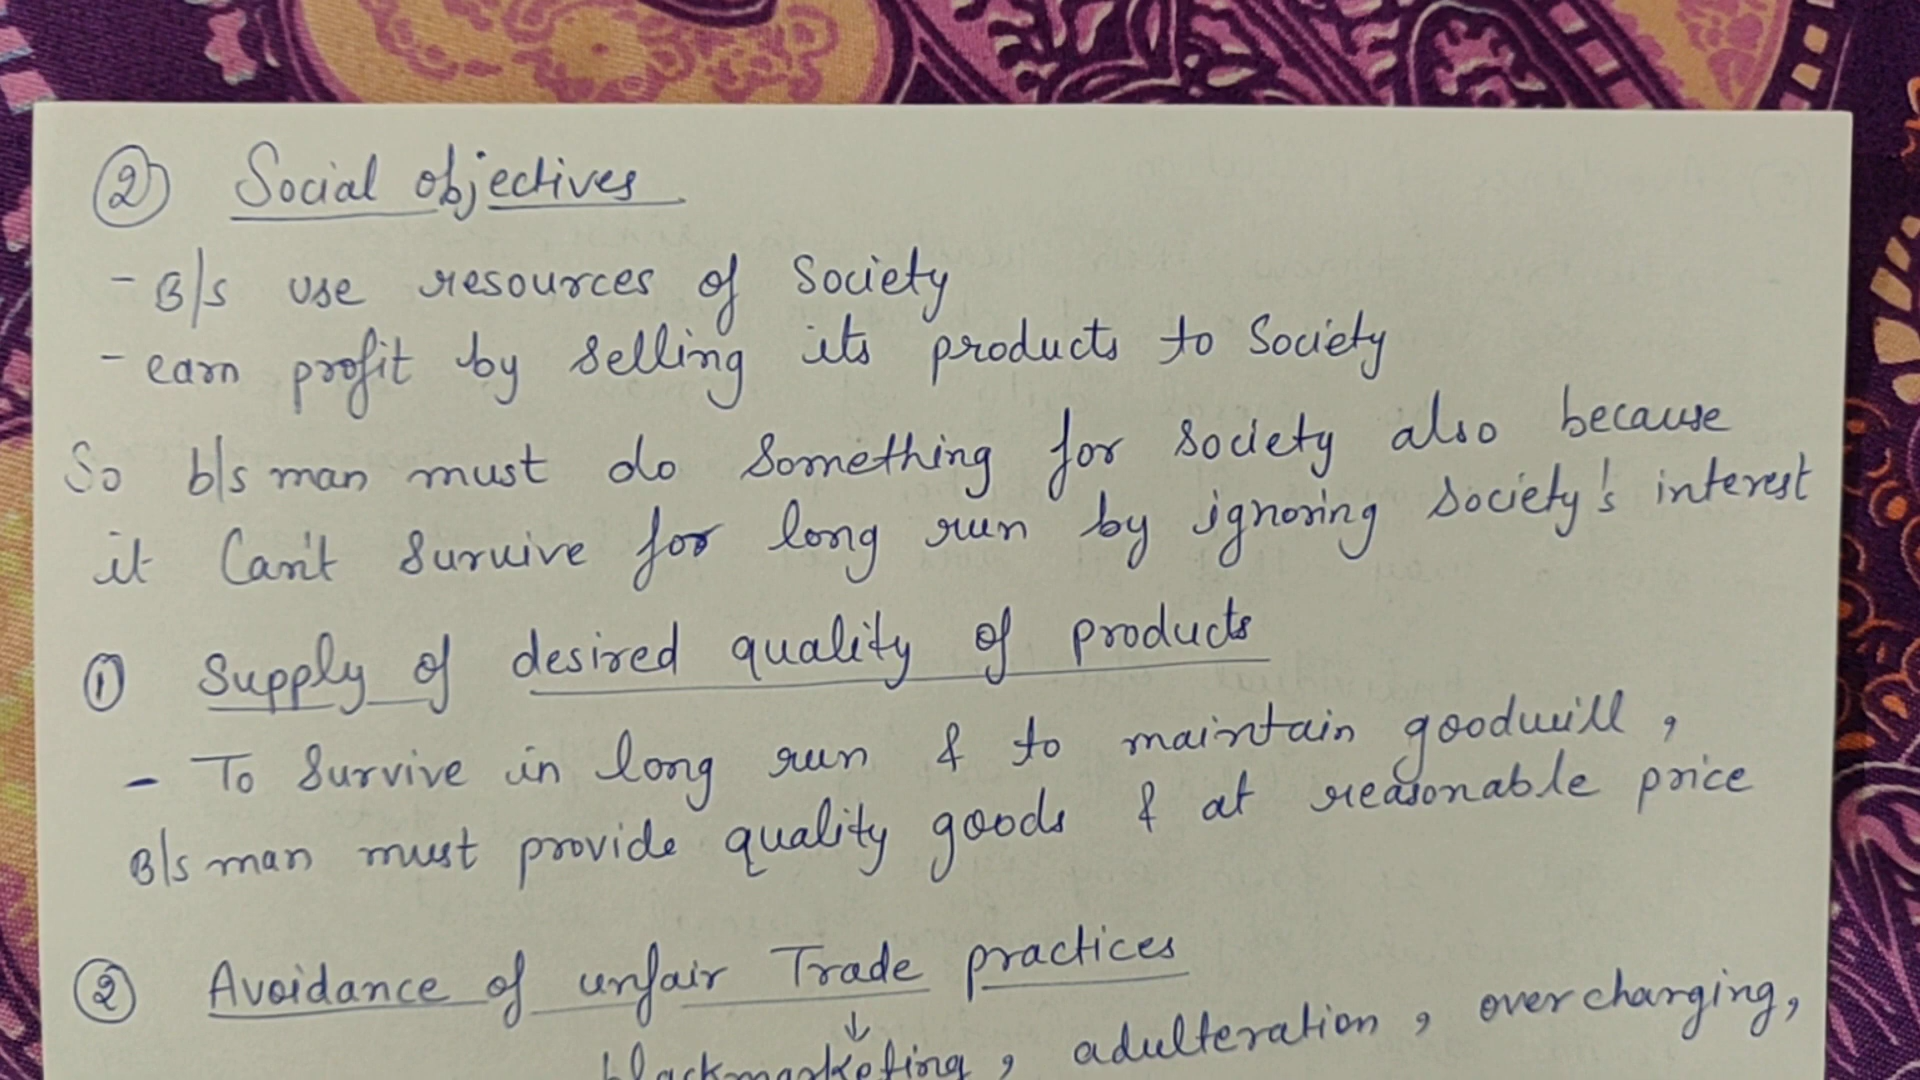 ② Social objectives
- B/s use resources of Society
- earn profit by selling its products to Society
So b/s man must do something for society also because
it Can't Survive for long run by ignoring society's interest
① Supply of desired quality of products
- To Survive in long run & to maintain goodwill,
B/s man must provide quality goods & at reasonable price
② Avoidance of unfair Trade practices
↓
blackmarketing, adulteration, overcharging,